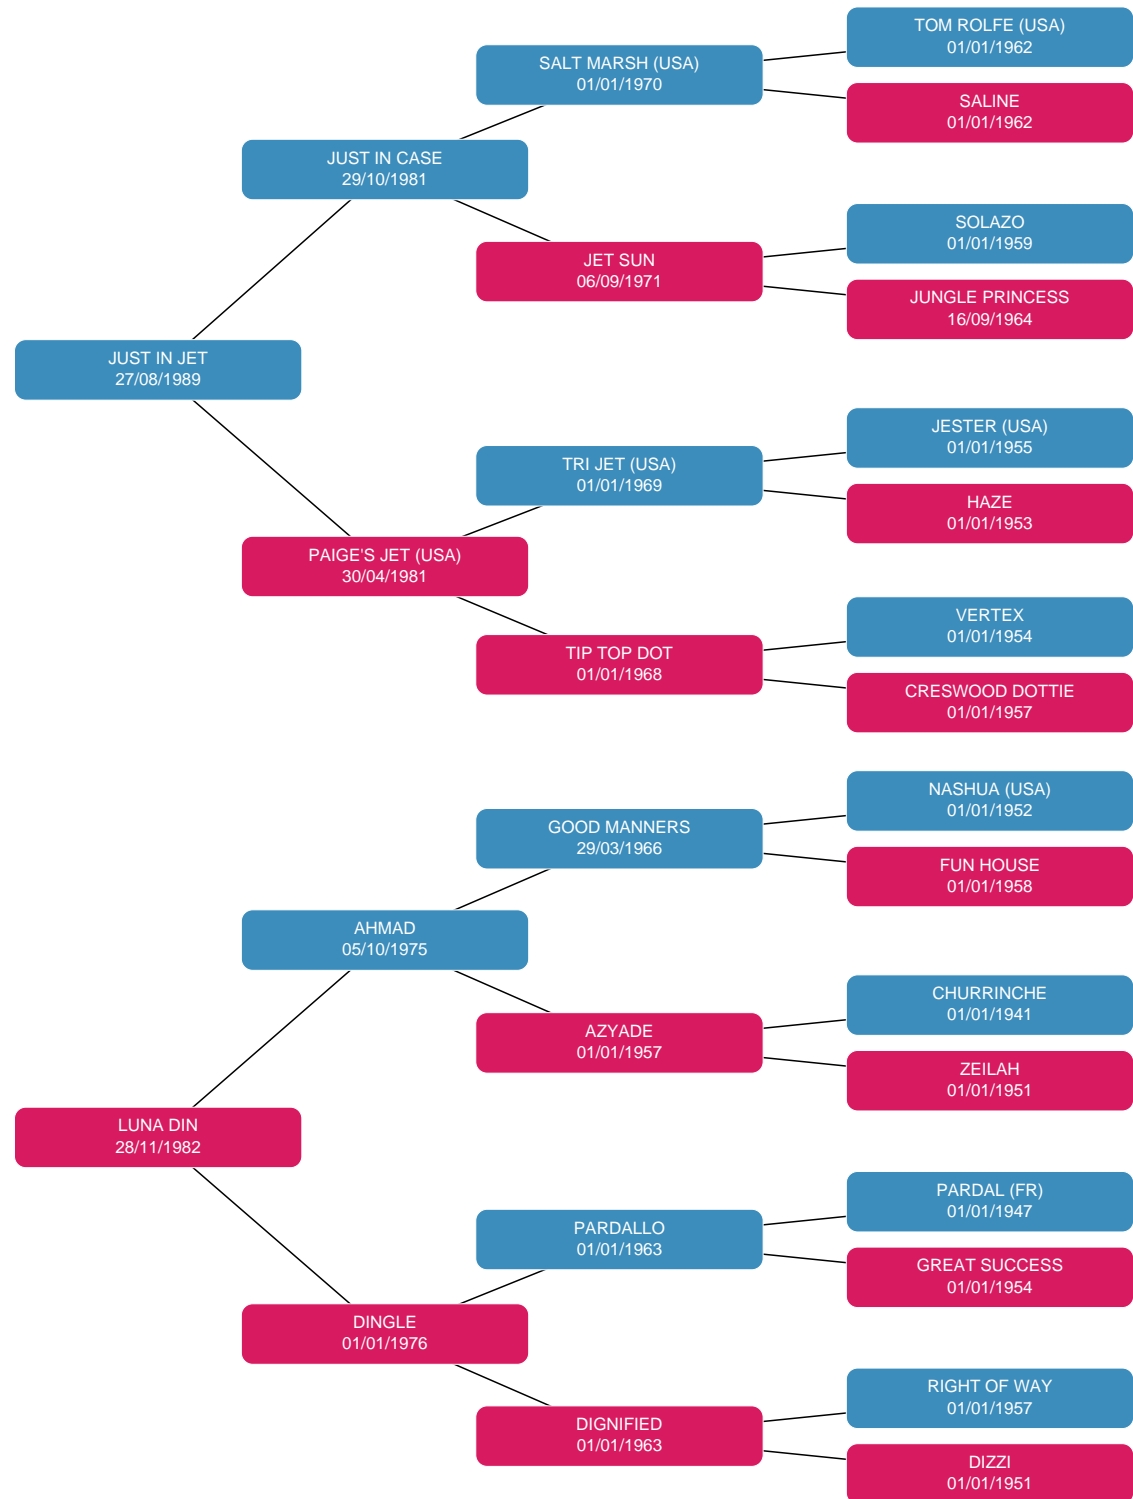 TOM ROLFE (USA)
01/01/1962
SALT MARSH (USA)
01/01/1970
SALINE
01/01/1962
JUST IN CASE
29/10/1981
SOLAZO
01/01/1959
JET SUN
06/09/1971
JUNGLE PRINCESS
16/09/1964
JUST IN JET
27/08/1989
JESTER (USA)
01/01/1955
TRI JET (USA)
01/01/1969
HAZE
01/01/1953
PAIGE'S JET (USA)
30/04/1981
VERTEX
01/01/1954
TIP TOP DOT
01/01/1968
CRESWOOD DOTTIE
01/01/1957
NASHUA (USA)
01/01/1952
GOOD MANNERS
29/03/1966
FUN HOUSE
01/01/1958
AHMAD
05/10/1975
CHURRINCHE
01/01/1941
AZYADE
01/01/1957
ZEILAH
01/01/1951
LUNA DIN
28/11/1982
PARDAL (FR)
01/01/1947
PARDALLO
01/01/1963
GREAT SUCCESS
01/01/1954
DINGLE
01/01/1976
RIGHT OF WAY
01/01/1957
DIGNIFIED
01/01/1963
DIZZI
01/01/1951